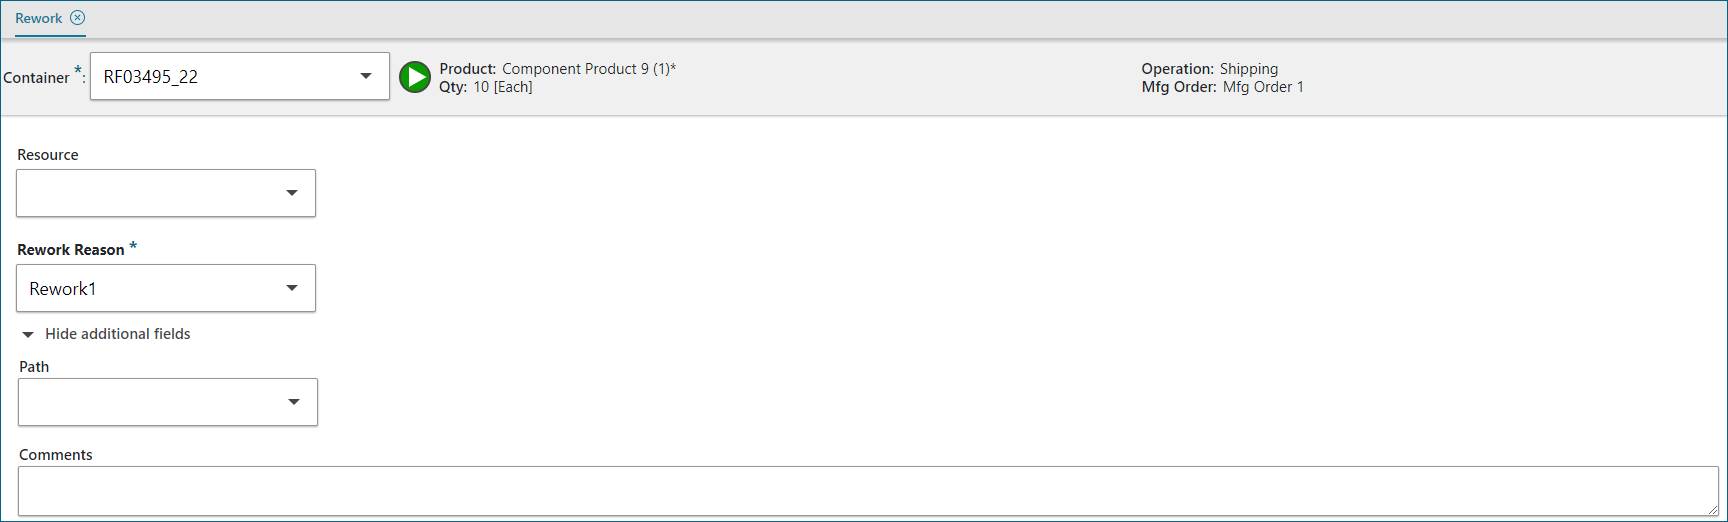 Rework
Container *: RF03495_22
Product: Component Product 9 (1)*
Qty: 10 [Each]
Operation: Shipping
Mfg Order: Mfg Order 1
Resource
Rework Reason *
Rework1
Hide additional fields
Path
Comments